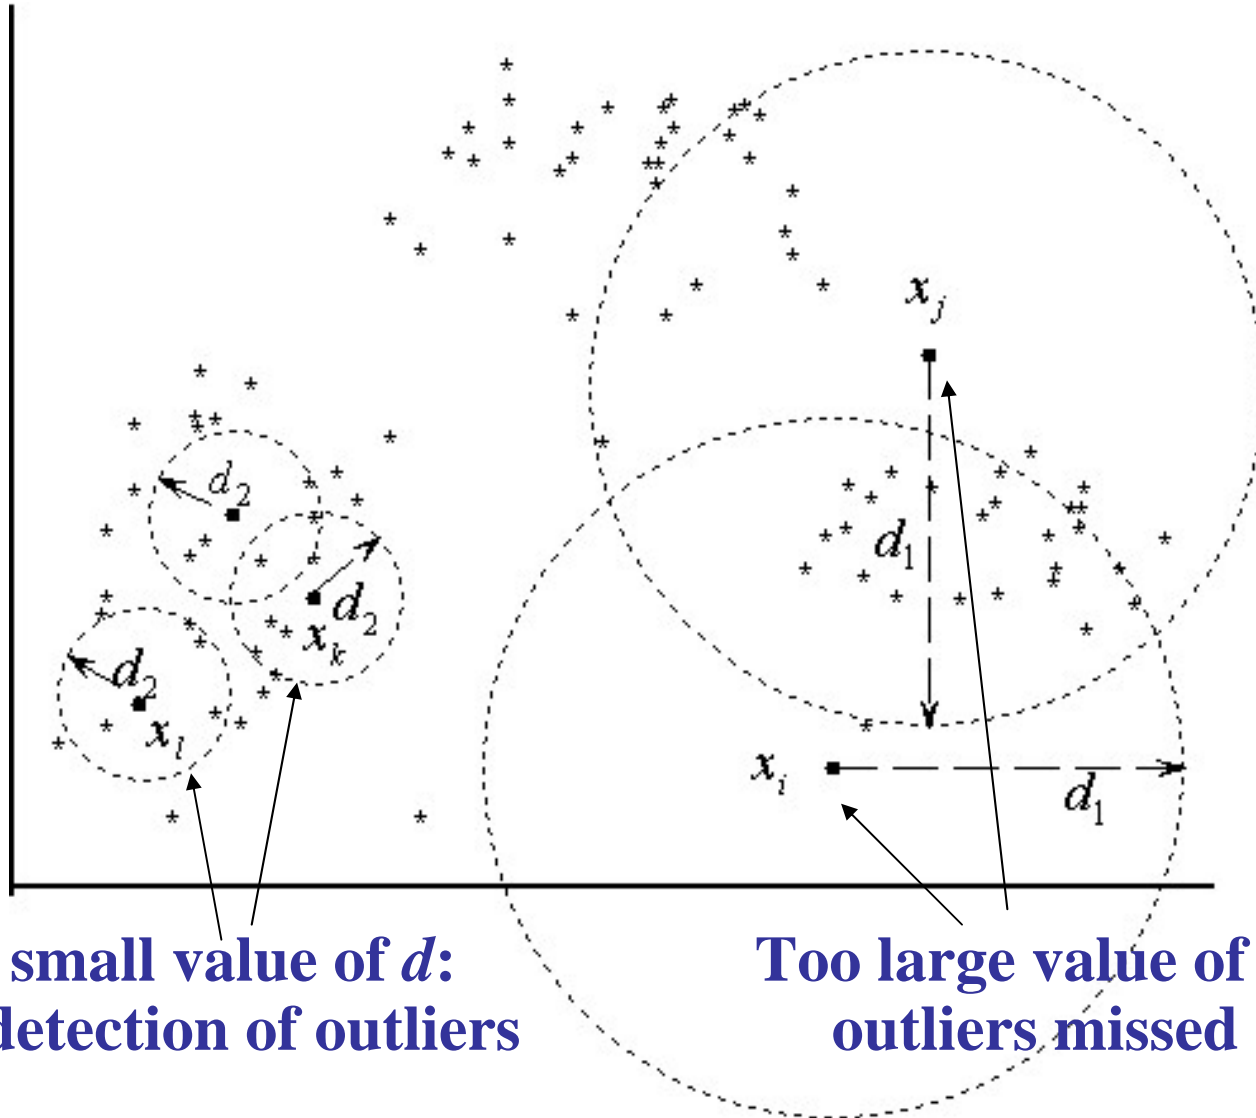 x_j
d_2
d_1
d_2
x_k
d_2
x_l
x_i
d_1
small value of d:
detection of outliers
Too large value of
outliers missed